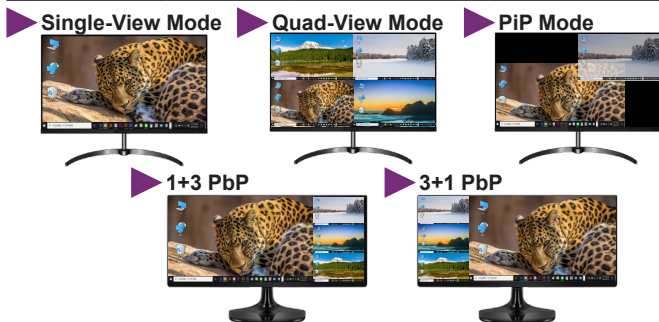 Single-View Mode
Quad-View Mode
PiP Mode
1+3 PbP
3+1 PbP